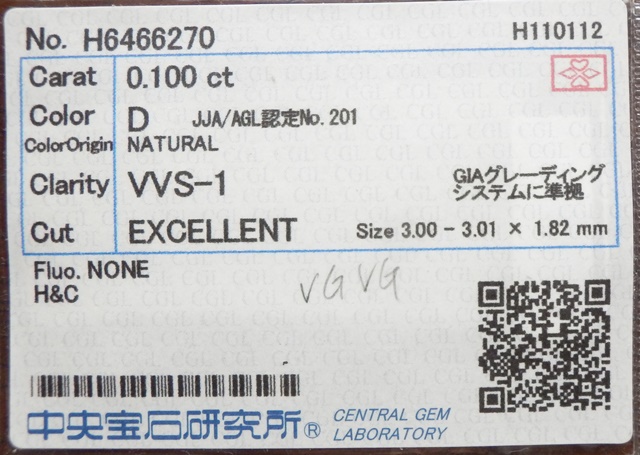 No. H6466270
H110112
Carat 0.100 ct
Color D JJA/AGL認定No.201
ColorOrigin NATURAL
Clarity VVS-1
GIAグレーディング
システムに準拠
Cut EXCELLENT Size 3.00 - 3.01 × 1.82 mm
Fluo. NONE
H&C
VG VG
中央宝石研究所®
CENTRAL GEM
LABORATORY